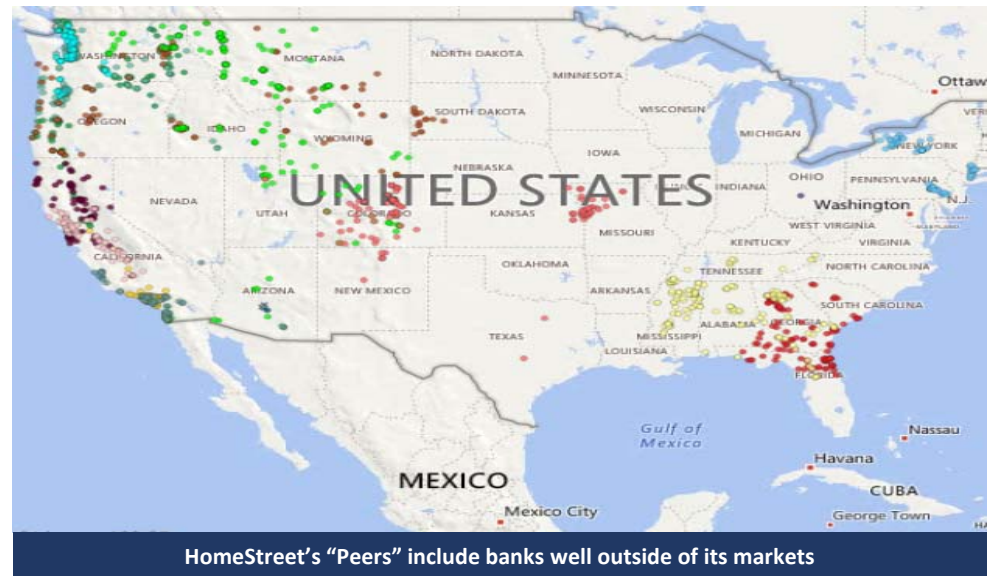 WASHINGTON
MONTANA
NORTH DAKOTA
MINNESOTA
Ottaw
VER
OREGON
IDAHO
WYOMING
SOUTH DAKOTA
WISCONSIN
MICHIGAN
NEW YORK
IOWA
NEBRASKA
NEVADA
UTAH
COLORADO
UNITED STATES
KANSAS
INDIANA
OHIO
PENNSYLVANIA
N.J.
Washington
MISSOURI
WEST VIRGINIA
KENTUCKY
VIRGINIA
CALIFORNIA
ARIZONA
NEW MEXICO
OKLAHOMA
ARKANSAS
TENNESSEE
NORTH CAROLINA
SOUTH CAROLINA
TEXAS
MISSISSIPPI
ALABAMA
GEORGIA
LOUISIANA
FLORIDA
Gulf of
Mexico
Nassau
Havana
MEXICO
CUBA
Mexico City
George Town
HA
HomeStreet's “Peers” include banks well outside of its markets